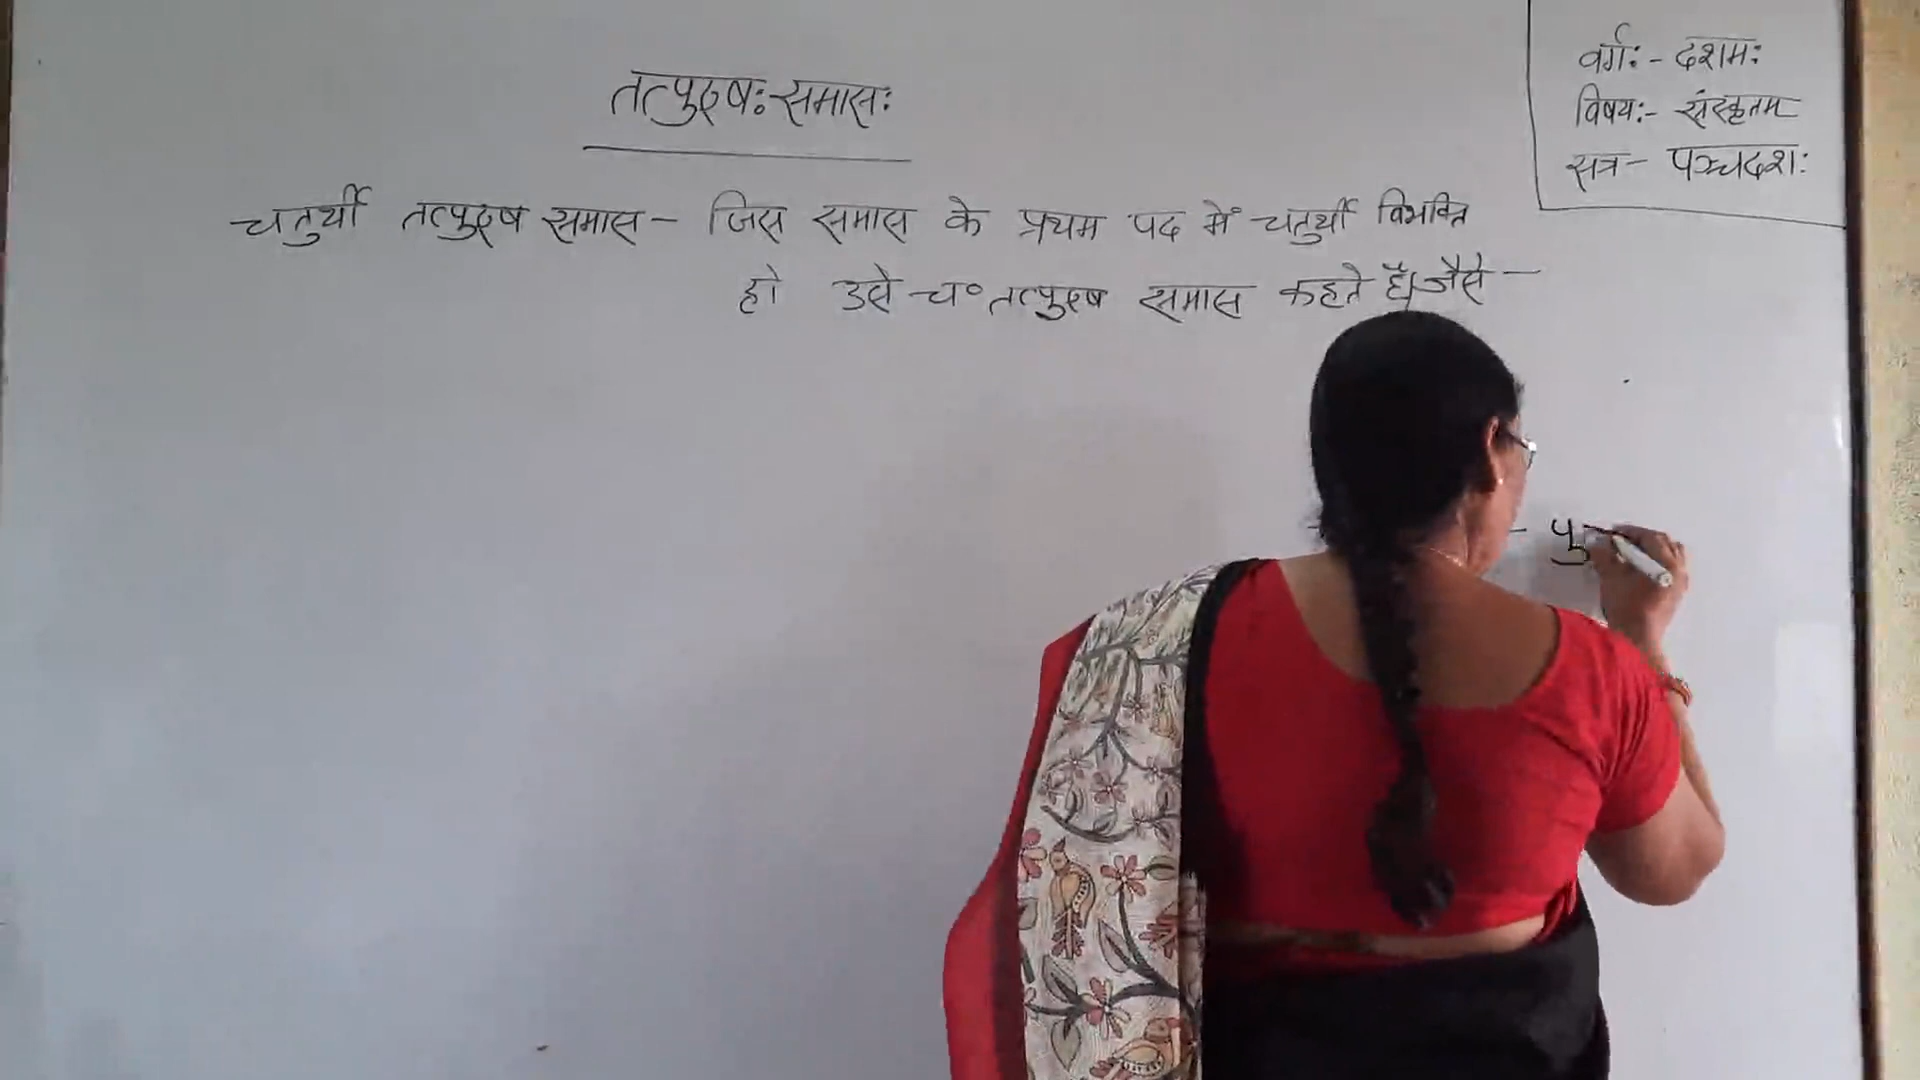 तत्पुरुषः समासः
वर्गः - दशमः
विषयः - संस्कृतम
सत्र - पञ्चदशः
चतुर्थी तत्पुरुष समास - जिस समास के प्रथम पद में चतुर्थी विभक्ति
हो उसे च० तत्पुरुष समास कहते हैं। जैसे -
- पु